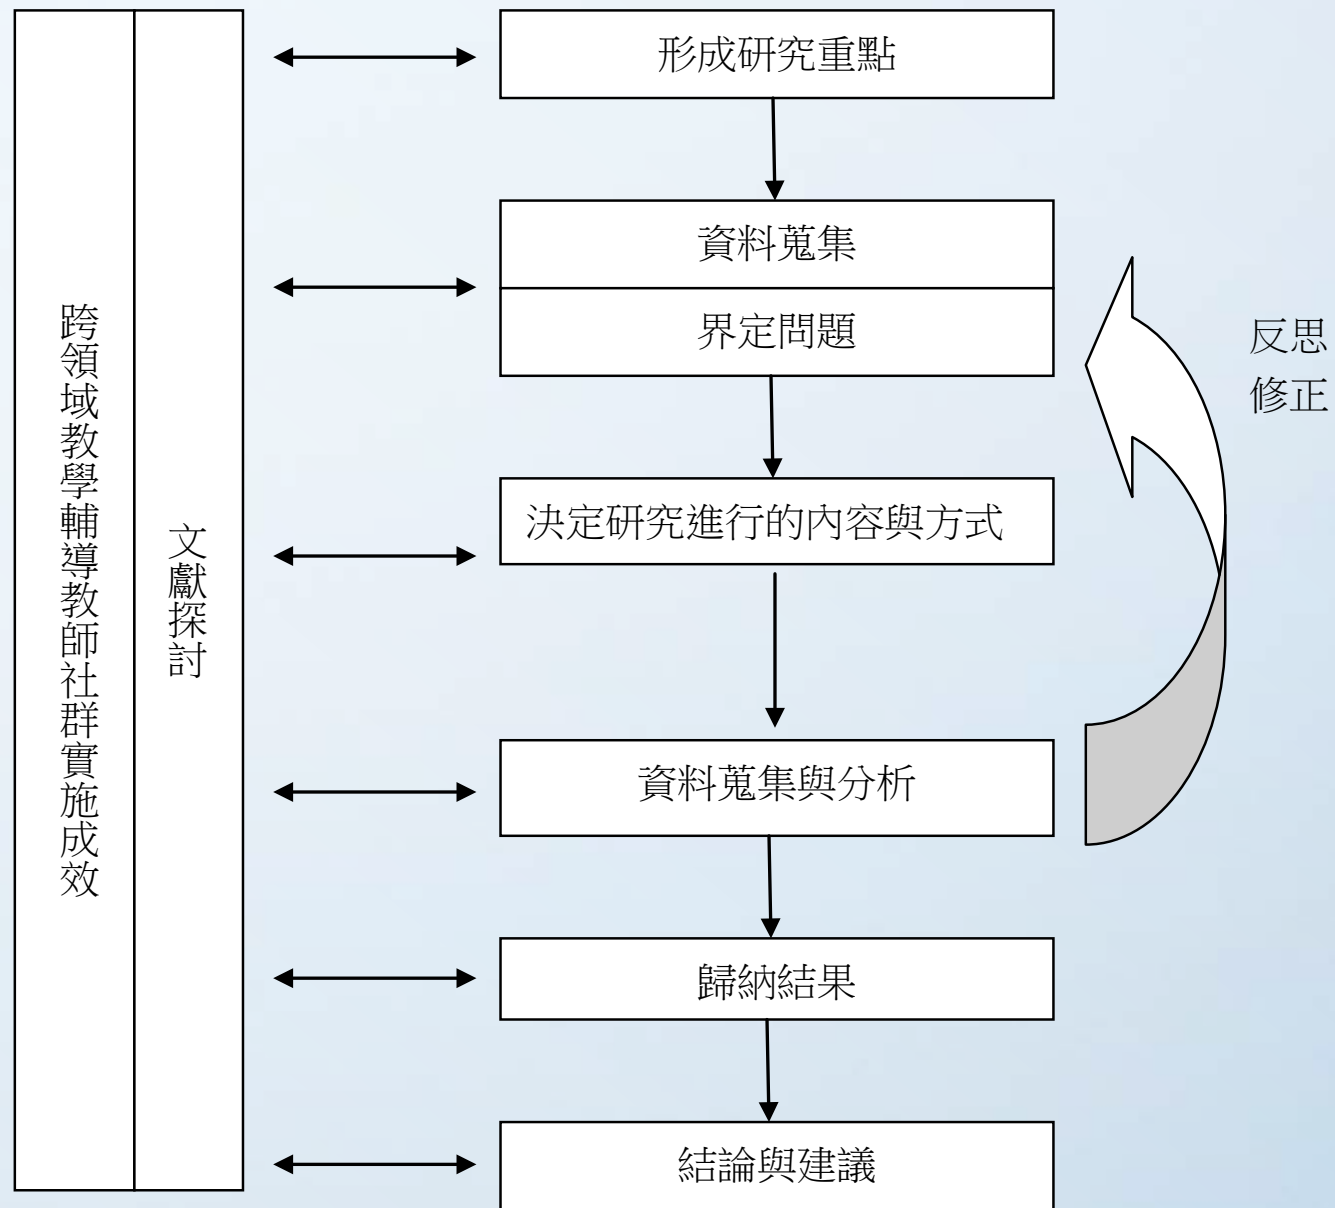 跨領域教學輔導教師社群實施成效
文獻探討
形成研究重點
資料蒐集
界定問題
決定研究進行的內容與方式
資料蒐集與分析
歸納結果
結論與建議
反思
修正